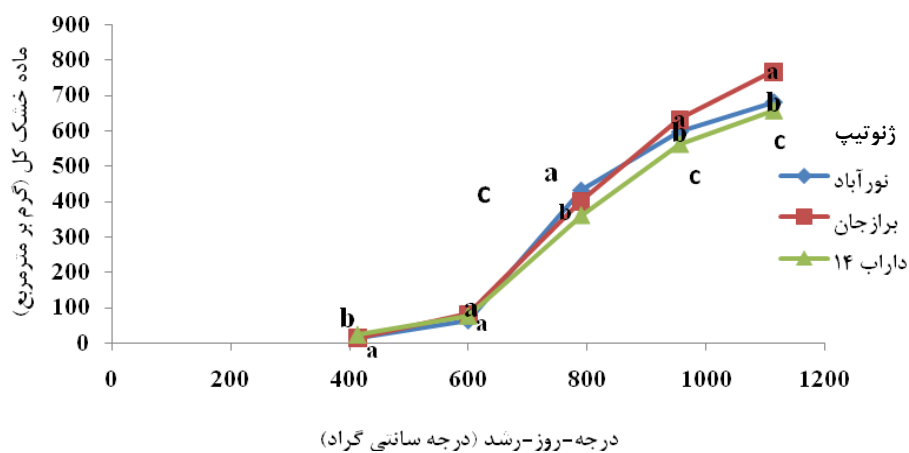 ماده خشک کل (گرم بر مترمربع)
900
800
700
600
500
400
300
200
100
0
0
200
400
600
800
1000
1200
درجه-روز-رشد (درجه سانتی گراد)
b
a
a
a
c
a
b
a
b
c
a
b
c
ژنوتیپ
نورآباد
برازجان
داراب ۱۴